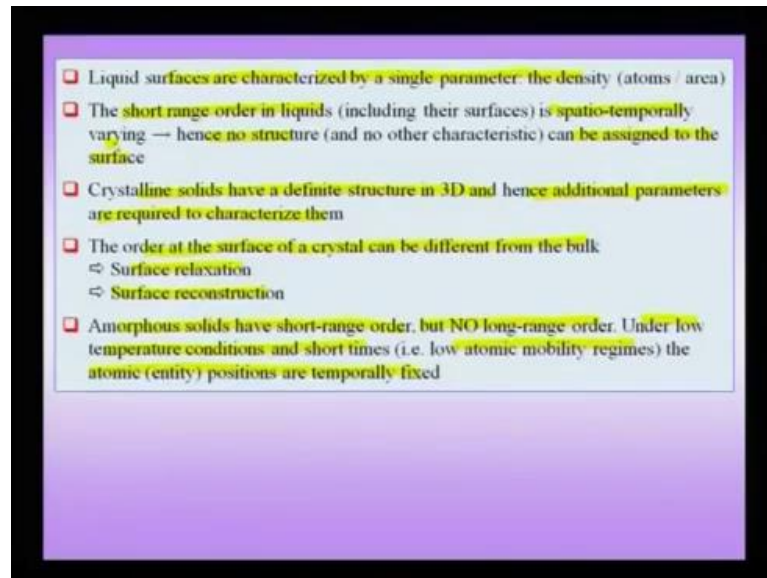 Liquid surfaces are characterized by a single parameter: the density (atoms / area)
The short range order in liquids (including their surfaces) is spatio-temporally
varying → hence no structure (and no other characteristic) can be assigned to the
surface
Crystalline solids have a definite structure in 3D and hence additional parameters
are required to characterize them
The order at the surface of a crystal can be different from the bulk
⇨ Surface relaxation
⇨ Surface reconstruction
Amorphous solids have short-range order, but NO long-range order. Under low
temperature conditions and short times (i.e. low atomic mobility regimes) the
atomic (entity) positions are temporally fixed